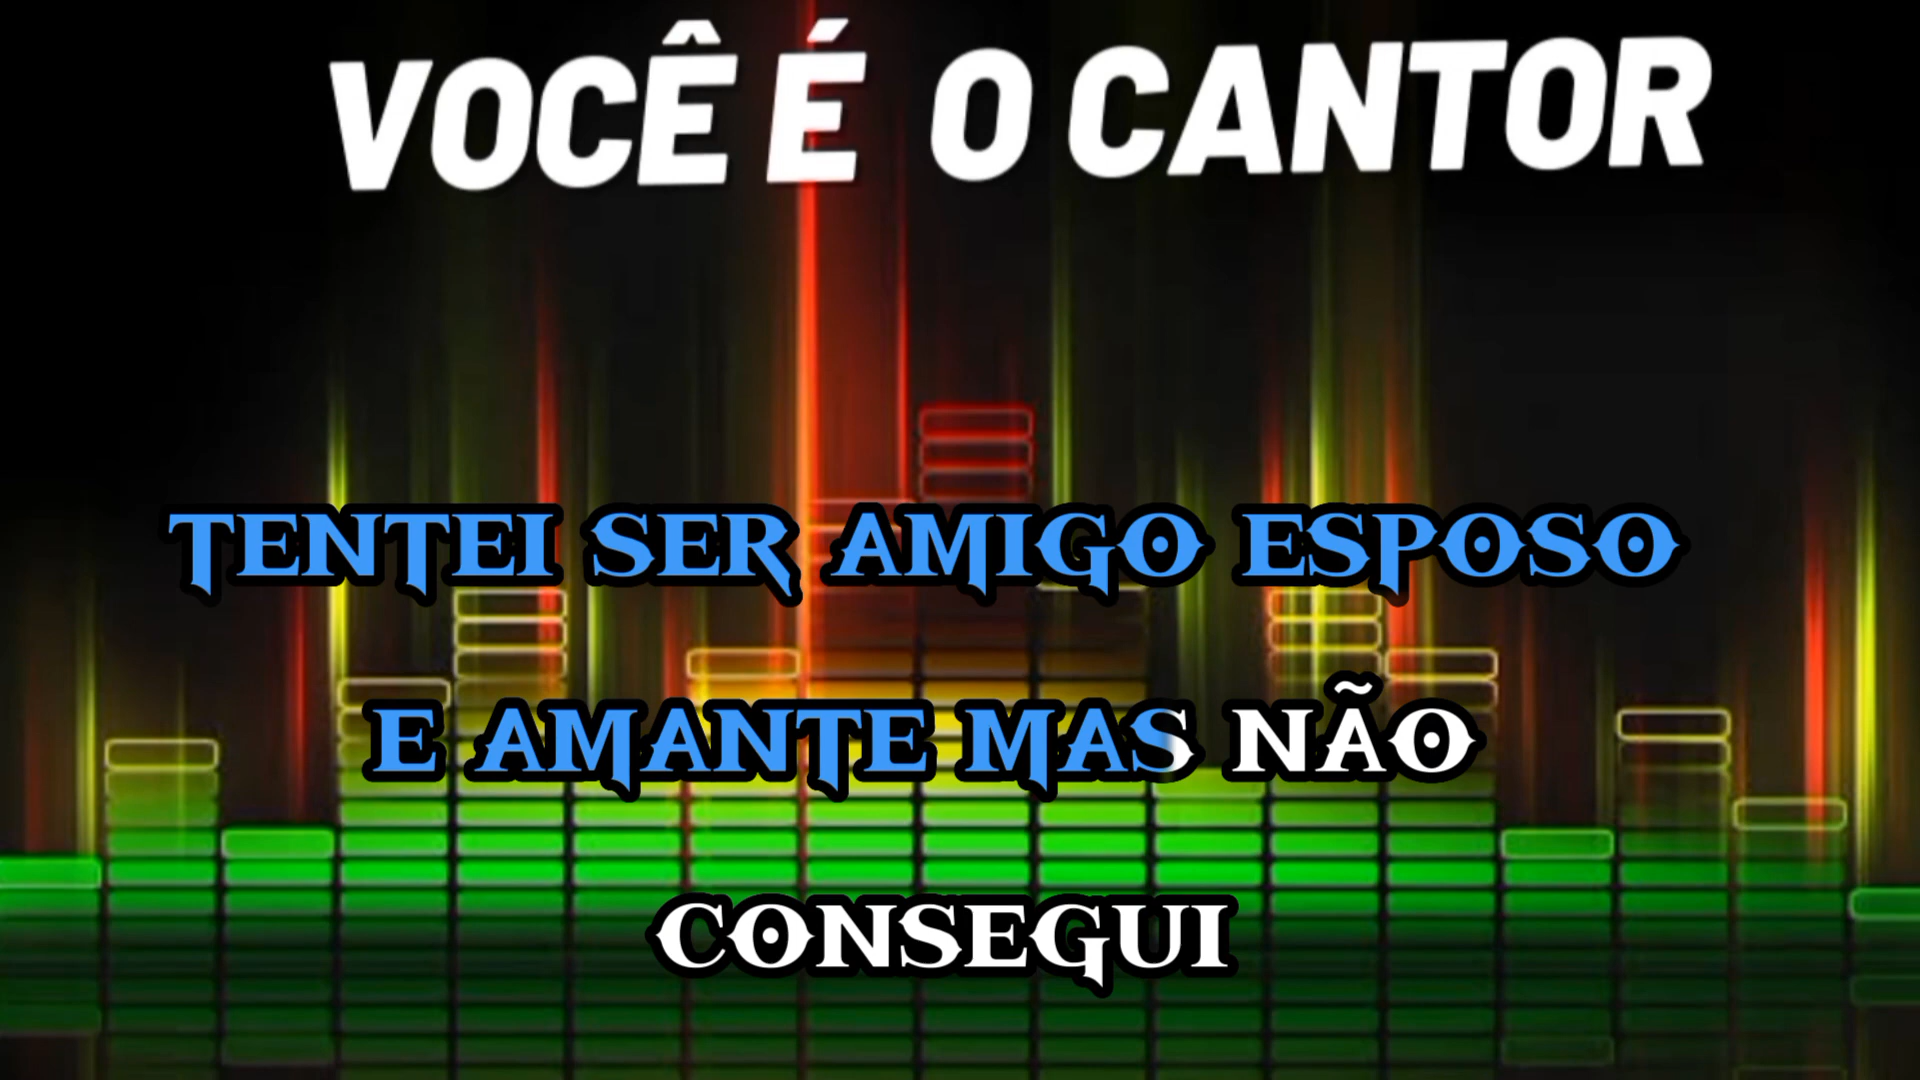 VOCÊ É O CANTOR
TENTEI SER AMIGO ESPOSO
E AMANTE MAS NÃO
CONSEGUI